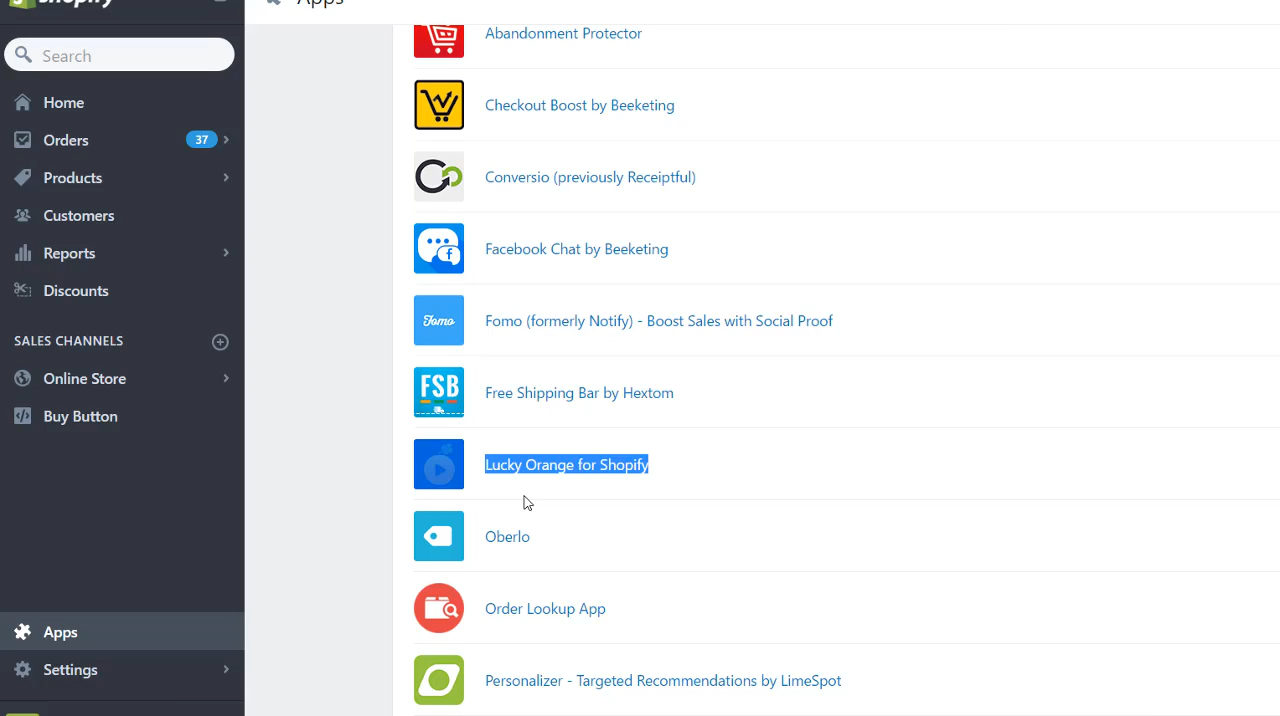 shopify
Apps
Search
Home
Orders 37
Products
Customers
Reports
Discounts
SALES CHANNELS
Online Store
Buy Button
Apps
Settings
Abandonment Protector
Checkout Boost by Beeketing
Conversio (previously Receiptful)
Facebook Chat by Beeketing
Fomo
Fomo (formerly Notify) - Boost Sales with Social Proof
FSB
Free Shipping Bar by Hextom
Lucky Orange for Shopify
Oberlo
Order Lookup App
Personalizer - Targeted Recommendations by LimeSpot